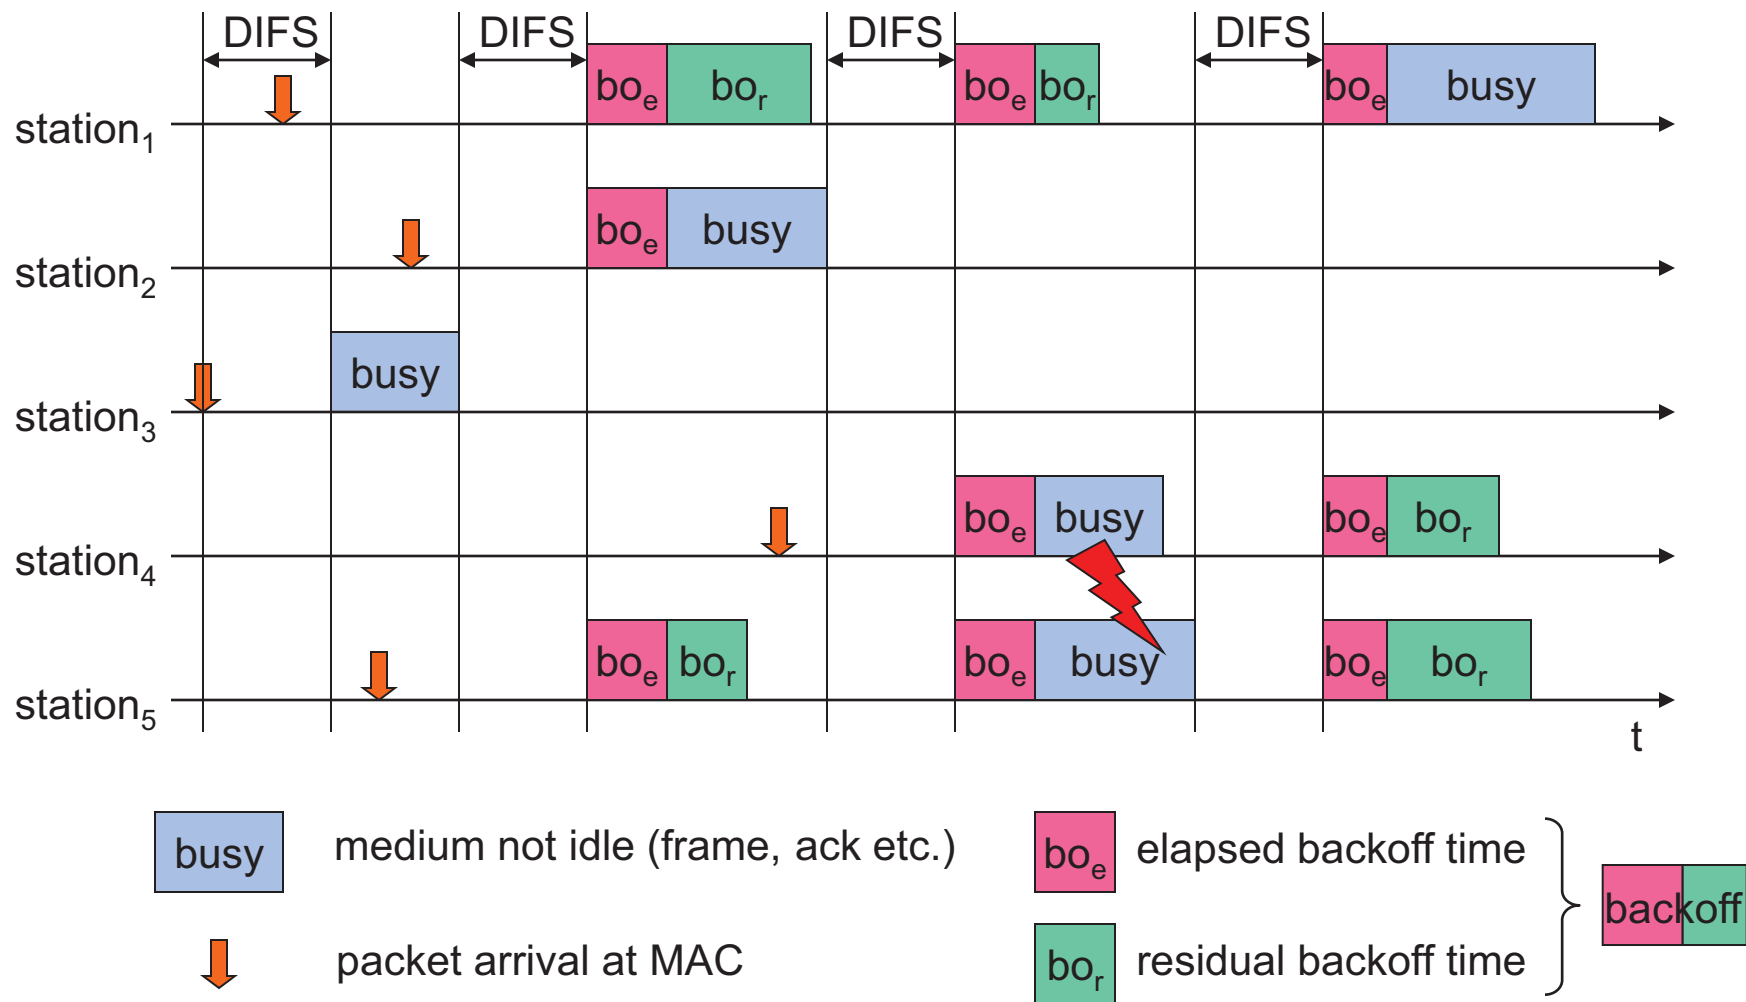 DIFS DIFS DIFS DIFS
station1 boe bor boe bor boe busy
station2 boe busy
station3 busy
station4 boe busy boe bor
station5 boe bor boe busy boe bor
t
busy medium not idle (frame, ack etc.) boe elapsed backoff time
backoff
packet arrival at MAC bor residual backoff time